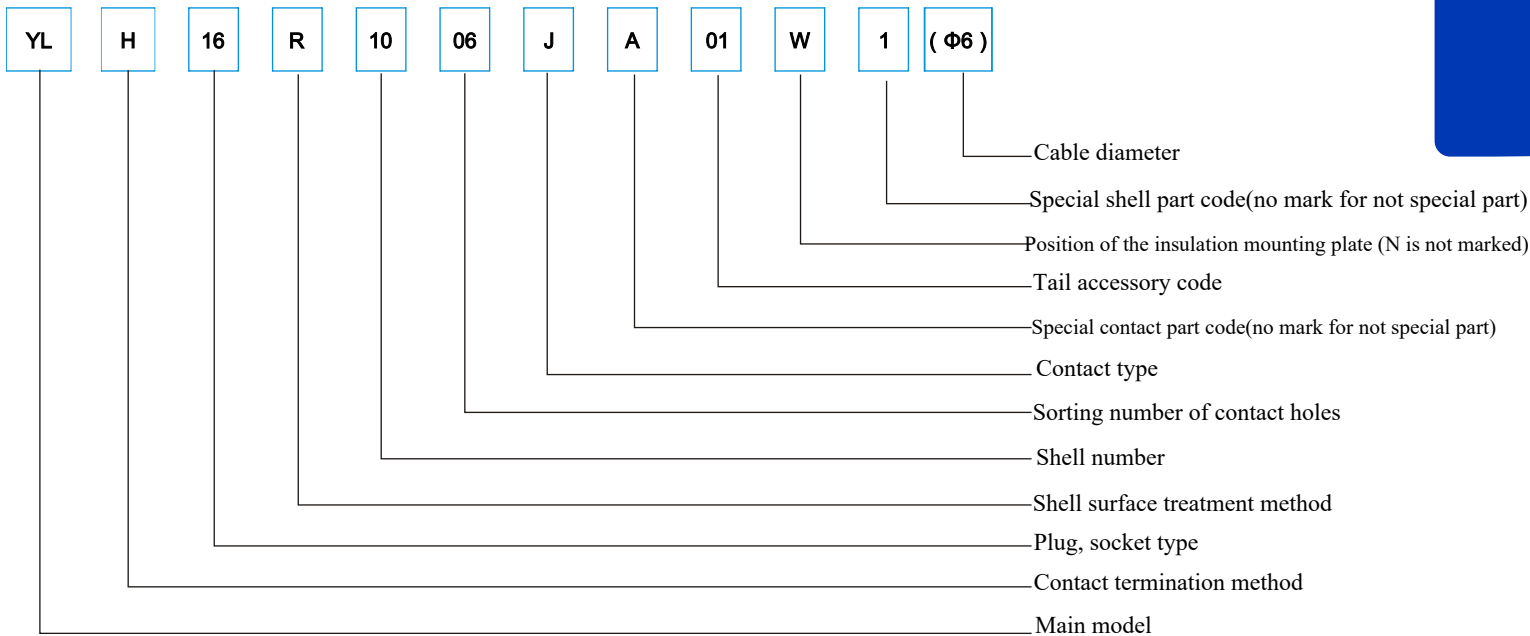 YL H 16 R 10 06 J A 01 W 1 ( Φ6 )
Cable diameter
Special shell part code(no mark for not special part)
Position of the insulation mounting plate (N is not marked)
Tail accessory code
Special contact part code(no mark for not special part)
Contact type
Sorting number of contact holes
Shell number
Shell surface treatment method
Plug, socket type
Contact termination method
Main model